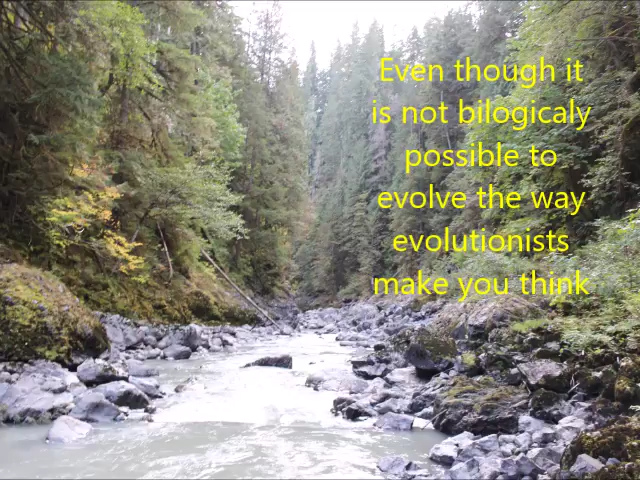 Even though it
is not bilogicaly
possible to
evolve the way
evolutionists
make you think